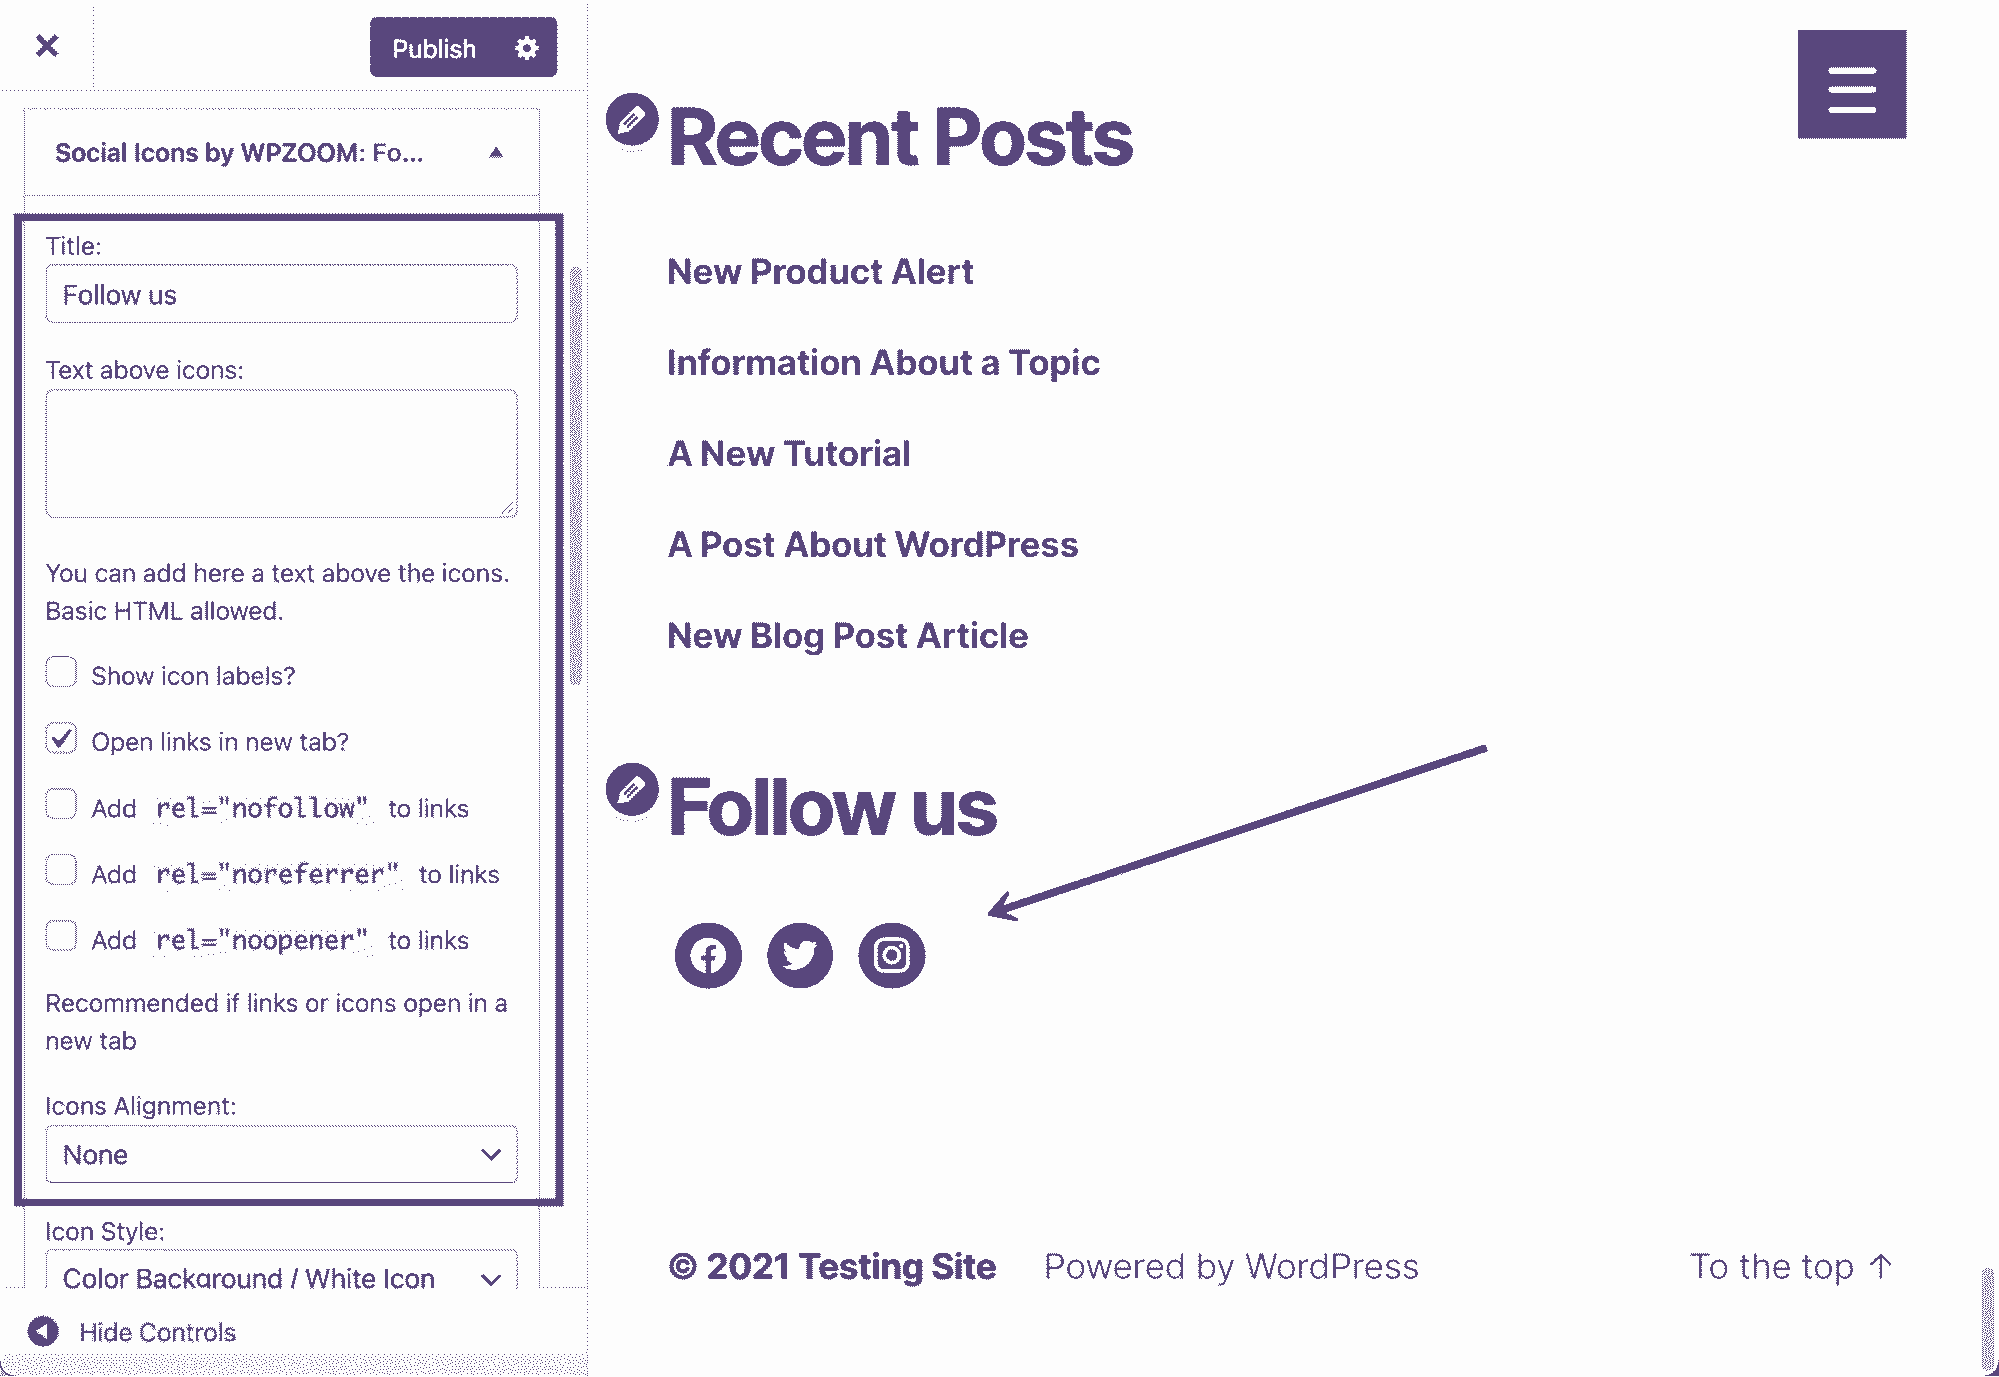 Publish
Social Icons by WPZOOM: Fo...
Title:
Follow us
Text above icons:
You can add here a text above the icons.
Basic HTML allowed.
Show icon labels?
Open links in new tab?
Add rel="nofollow" to links
Add rel="noreferrer" to links
Add rel="noopener" to links
Recommended if links or icons open in a
new tab
Icons Alignment:
None
Icon Style:
Color Background / White Icon
Hide Controls
Recent Posts
New Product Alert
Information About a Topic
A New Tutorial
A Post About WordPress
New Blog Post Article
Follow us
© 2021 Testing Site Powered by WordPress To the top ↑